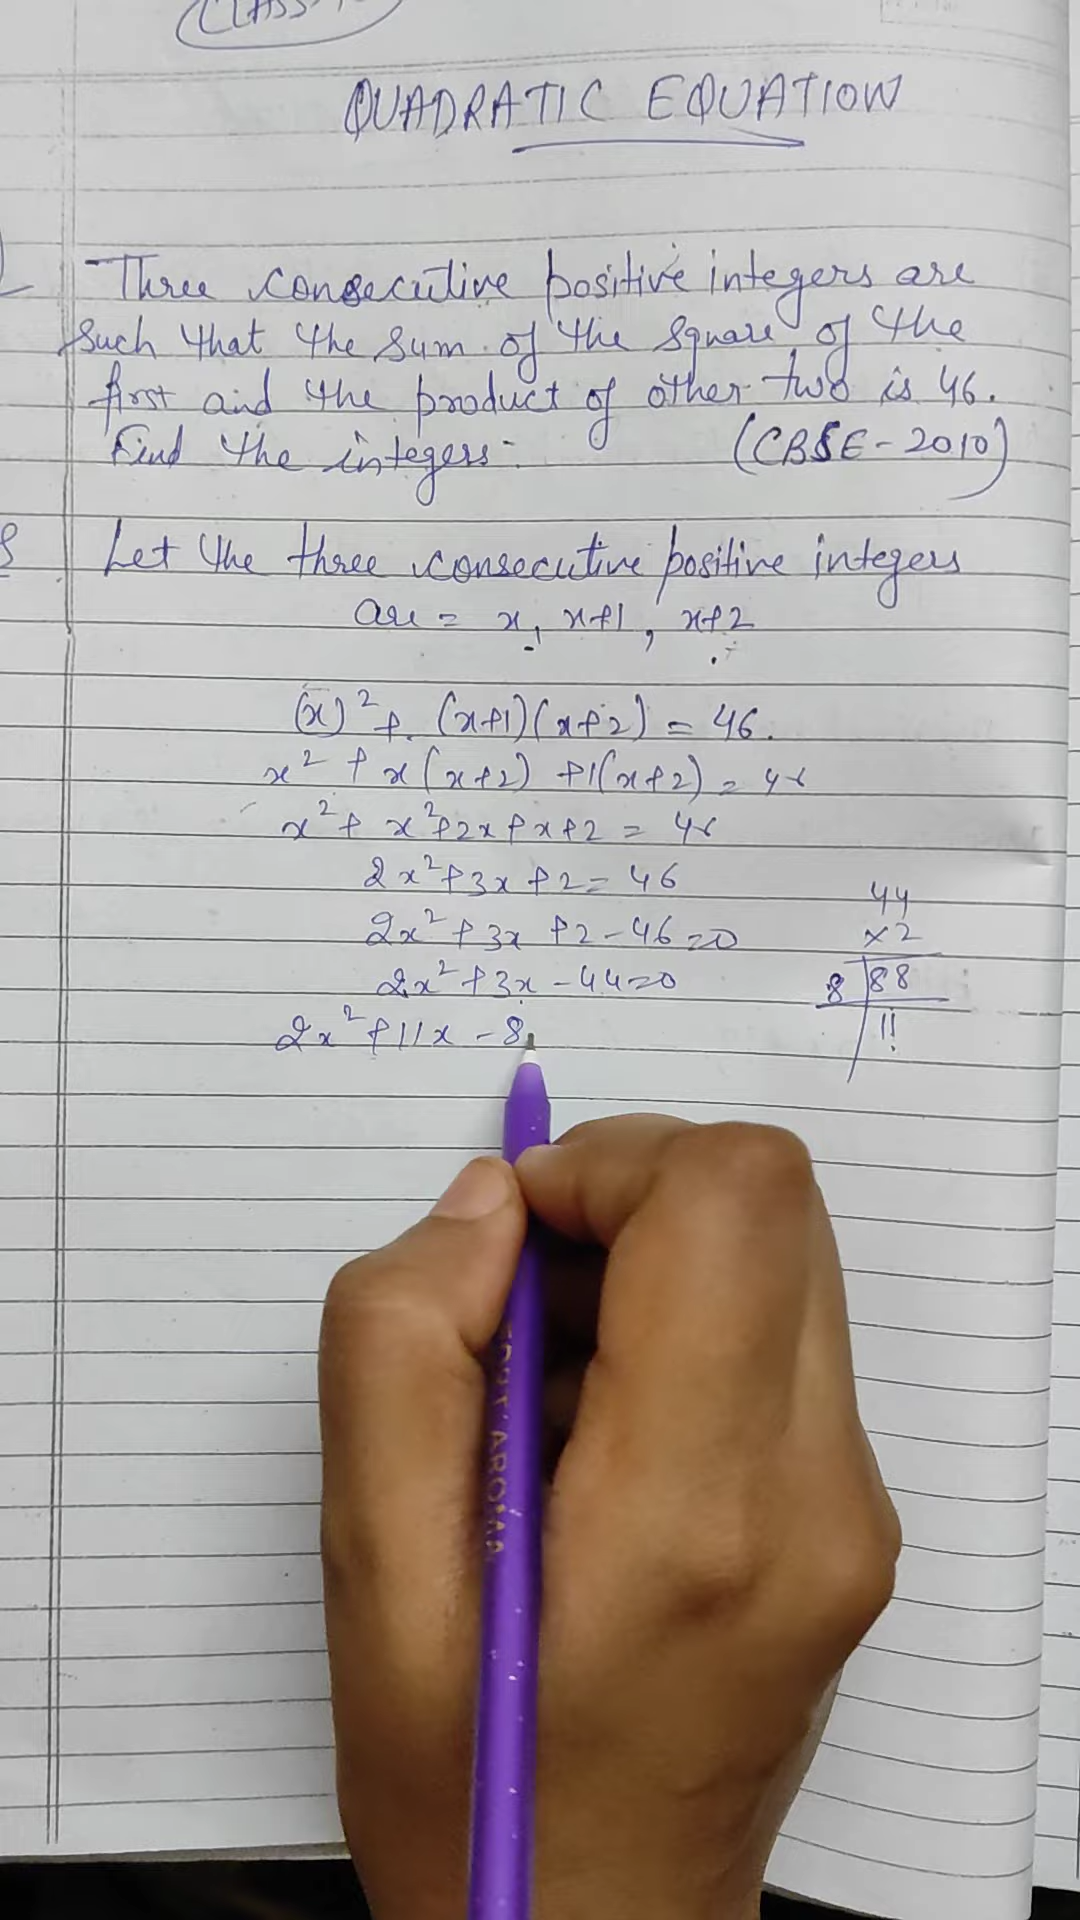 CLASS-
QUADRATIC EQUATION
Three consecutive positive integers are
such that the sum of the square of the
first and the product of other two is 46.
Find the integers. (CBSE-2010)
Let the three consecutive positive integers
are = x, x+1, x+2
(x)² + (x+1)(x+2) = 46.
x² + x(x+2) +1(x+2) = 46
x² + x²+2x+x+2 = 46
2x²+3x+2=46
2x²+3x+2-46=0
2x²+3x-44=0
2x²+11x-8
44
×2
8 | 88
11